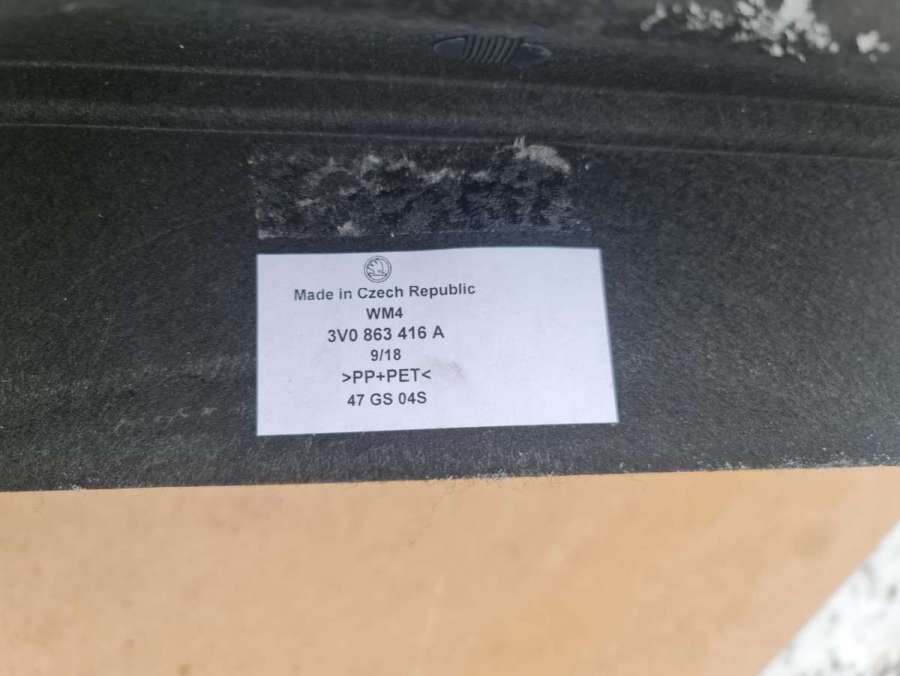 Made in Czech Republic
WM4
3V0 863 416 A
9/18
>PP+PET<
47 GS 04S